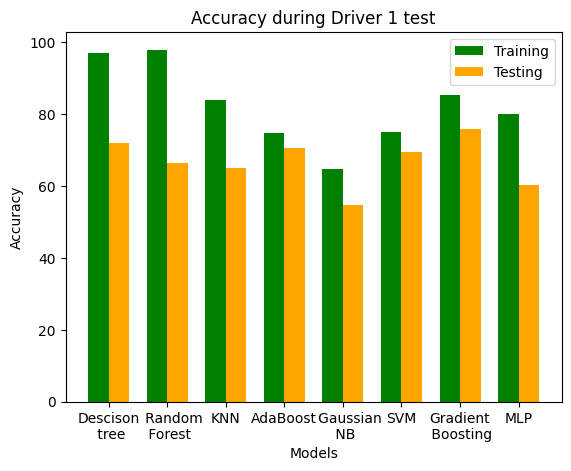 Accuracy during Driver 1 test
Training
Testing
Accuracy
100
80
60
40
20
0
Descison
tree
Random
Forest
KNN
AdaBoost
Gaussian
NB
SVM
Gradient
Boosting
MLP
Models